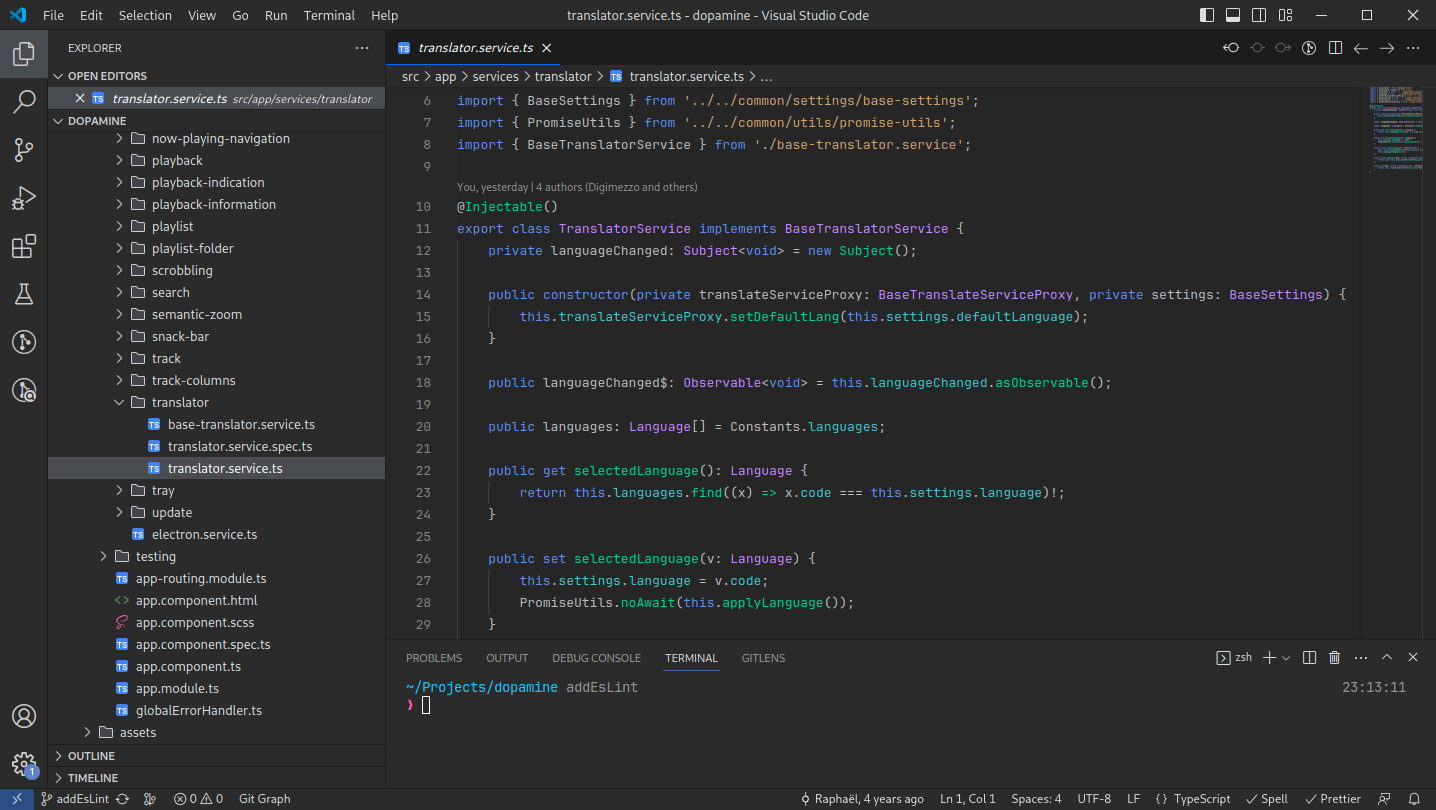 File Edit Selection View Go Run Terminal Help translator.service.ts - dopamine - Visual Studio Code
EXPLORER
OPEN EDITORS
TS translator.service.ts src/app/services/translator
DOPAMINE
now-playing-navigation
playback
playback-indication
playback-information
playlist
playlist-folder
scrobbling
search
semantic-zoom
snack-bar
track
track-columns
translator
TS base-translator.service.ts
TS translator.service.spec.ts
TS translator.service.ts
tray
update
TS electron.service.ts
testing
TS app-routing.module.ts
<> app.component.html
app.component.scss
TS app.component.spec.ts
TS app.component.ts
TS app.module.ts
TS globalErrorHandler.ts
assets
OUTLINE
TIMELINE
1
TS translator.service.ts
src > app > services > translator > TS translator.service.ts > ...
6 import { BaseSettings } from '../../common/settings/base-settings';
7 import { PromiseUtils } from '../../common/utils/promise-utils';
8 import { BaseTranslatorService } from './base-translator.service';
9
You, yesterday | 4 authors (Digimezzo and others)
10 @Injectable()
11 export class TranslatorService implements BaseTranslatorService {
12 private languageChanged: Subject<void> = new Subject();
13
14 public constructor(private translateServiceProxy: BaseTranslateServiceProxy, private settings: BaseSettings) {
15 this.translateServiceProxy.setDefaultLang(this.settings.defaultLanguage);
16 }
17
18 public languageChanged$: Observable<void> = this.languageChanged.asObservable();
19
20 public languages: Language[] = Constants.languages;
21
22 public get selectedLanguage(): Language {
23 return this.languages.find((x) => x.code === this.settings.language)!;
24 }
25
26 public set selectedLanguage(v: Language) {
27 this.settings.language = v.code;
28 PromiseUtils.noAwait(this.applyLanguage());
29 }
PROBLEMS OUTPUT DEBUG CONSOLE TERMINAL GITLENS zsh
~/Projects/dopamine addEsLint 23:13:11
❯
addEsLint 0 0 Git Graph Raphaël, 4 years ago Ln 1, Col 1 Spaces: 4 UTF-8 LF {} TypeScript Spell Prettier